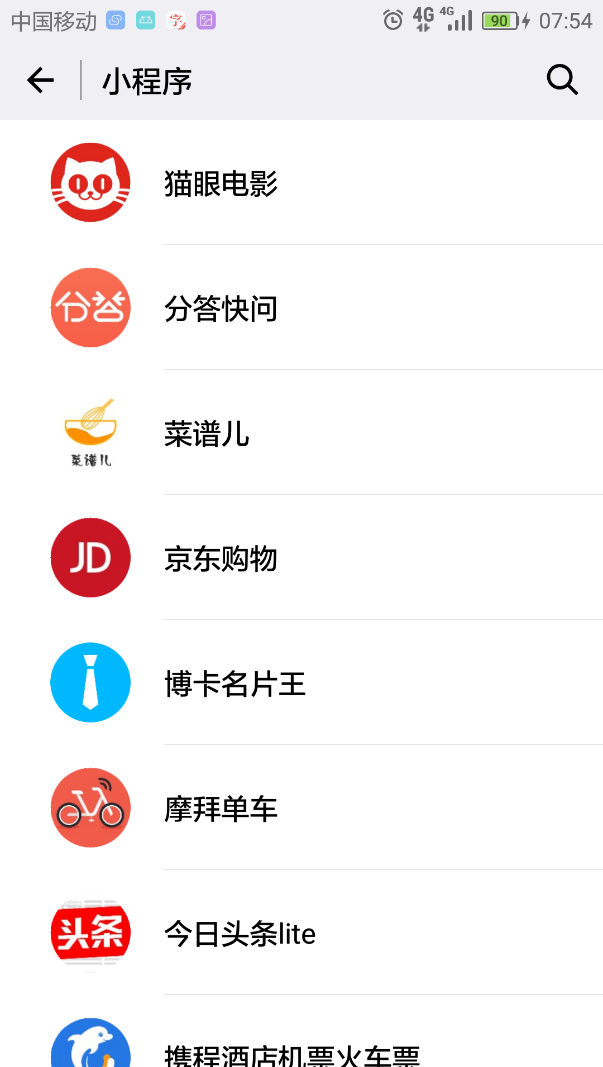 中国移动 4G 4G 90 07:54
小程序
猫眼电影
分答
分答快问
菜谱儿
菜谱儿
JD
京东购物
博卡名片王
摩拜单车
头条
今日头条lite
携程酒店机票火车票